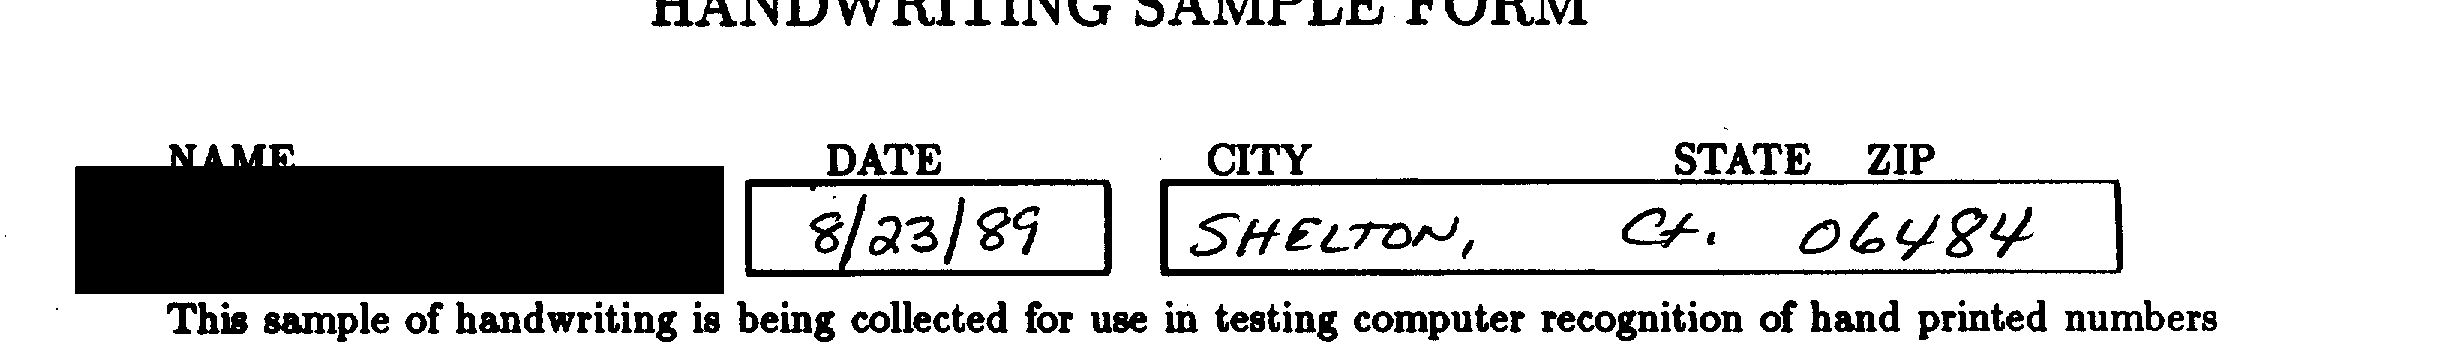 HANDWRITING SAMPLE FORM
NAME DATE CITY STATE ZIP
8/23/89 SHELTON, Ct. 06484
This sample of handwriting is being collected for use in testing computer recognition of hand printed numbers